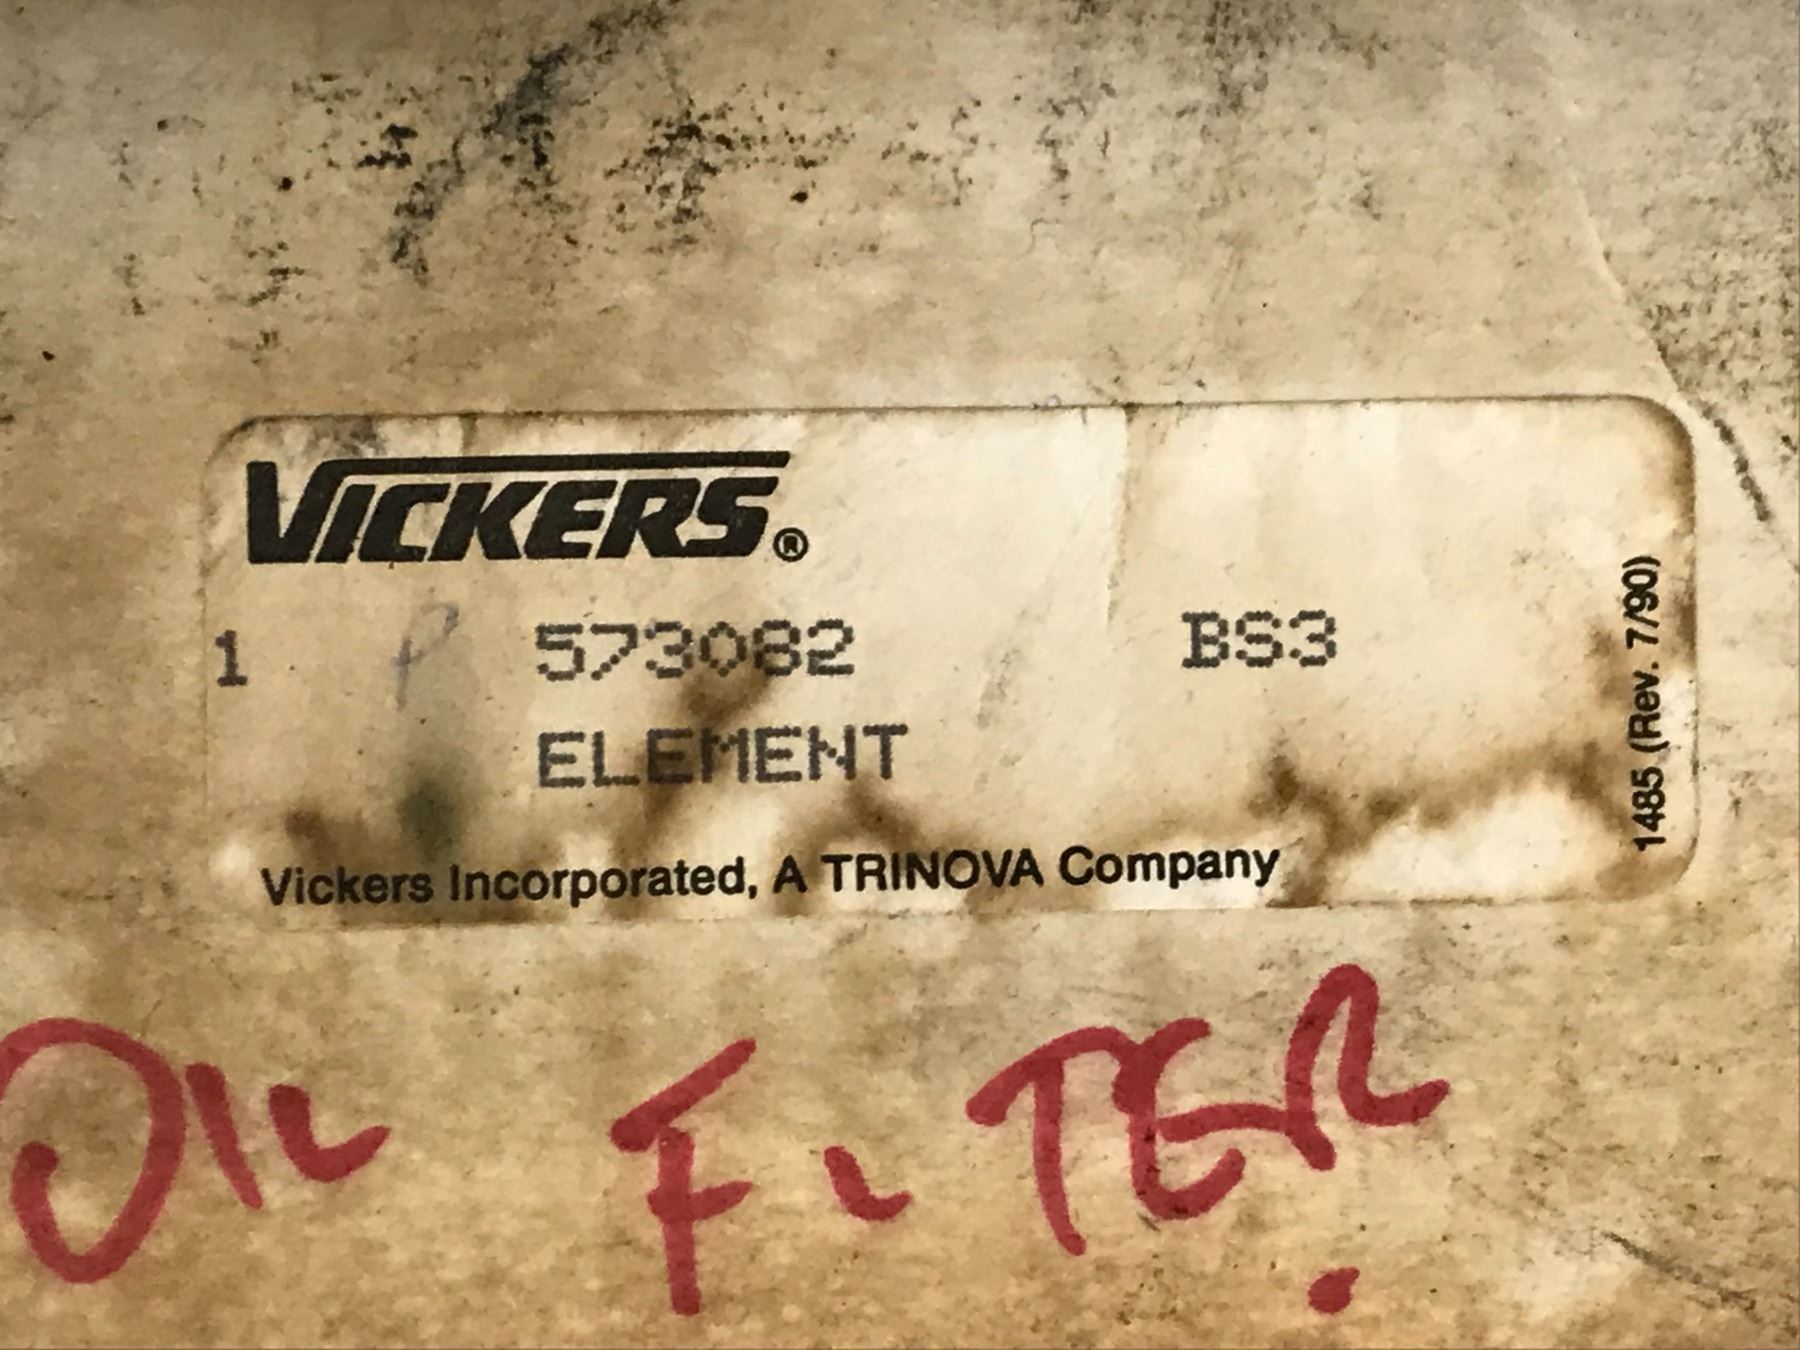 VICKERS®
1 P 573082 BS3
ELEMENT
Vickers Incorporated, A TRINOVA Company
1485 (Rev. 7/90)
OIL FILTER